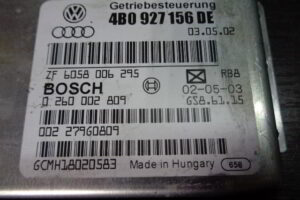 Getriebesteuerung
4B0 927 156 DE
03.05.02
ZF 6058 006 295
RB8
BOSCH
02-05-03
0 260 002 809
GS8.61.15
002 27960809
GCMH18020583
Made in Hungary
656